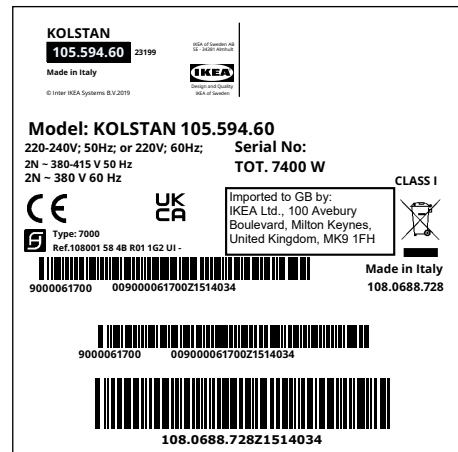 KOLSTAN
105.594.60 23199
Made in Italy
© Inter IKEA Systems B.V.2019
IKEA of Sweden AB
SE - 34381 Älmhult
IKEA
Design and Quality
IKEA of Sweden
Model: KOLSTAN 105.594.60
220-240V; 50Hz; or 220V; 60Hz;
2N ~ 380-415 V 50 Hz
2N ~ 380 V 60 Hz
Serial No:
TOT. 7400 W
CLASS I
CE
UK
CA
Imported to GB by:
IKEA Ltd., 100 Avebury
Boulevard, Milton Keynes,
United Kingdom, MK9 1FH
Type: 7000
Ref.108001 58 4B R01 1G2 UI -
9000061700 009000061700Z1514034
Made in Italy
108.0688.728
9000061700 009000061700Z1514034
108.0688.728Z1514034